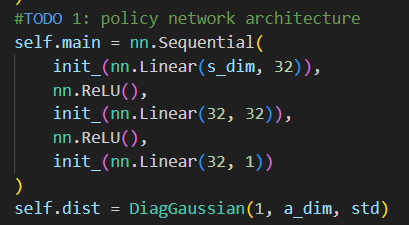 )
#TODO 1: policy network architecture
self.main = nn.Sequential(
    init_(nn.Linear(s_dim, 32)),
    nn.ReLU(),
    init_(nn.Linear(32, 32)),
    nn.ReLU(),
    init_(nn.Linear(32, 1))
)
self.dist = DiagGaussian(1, a_dim, std)